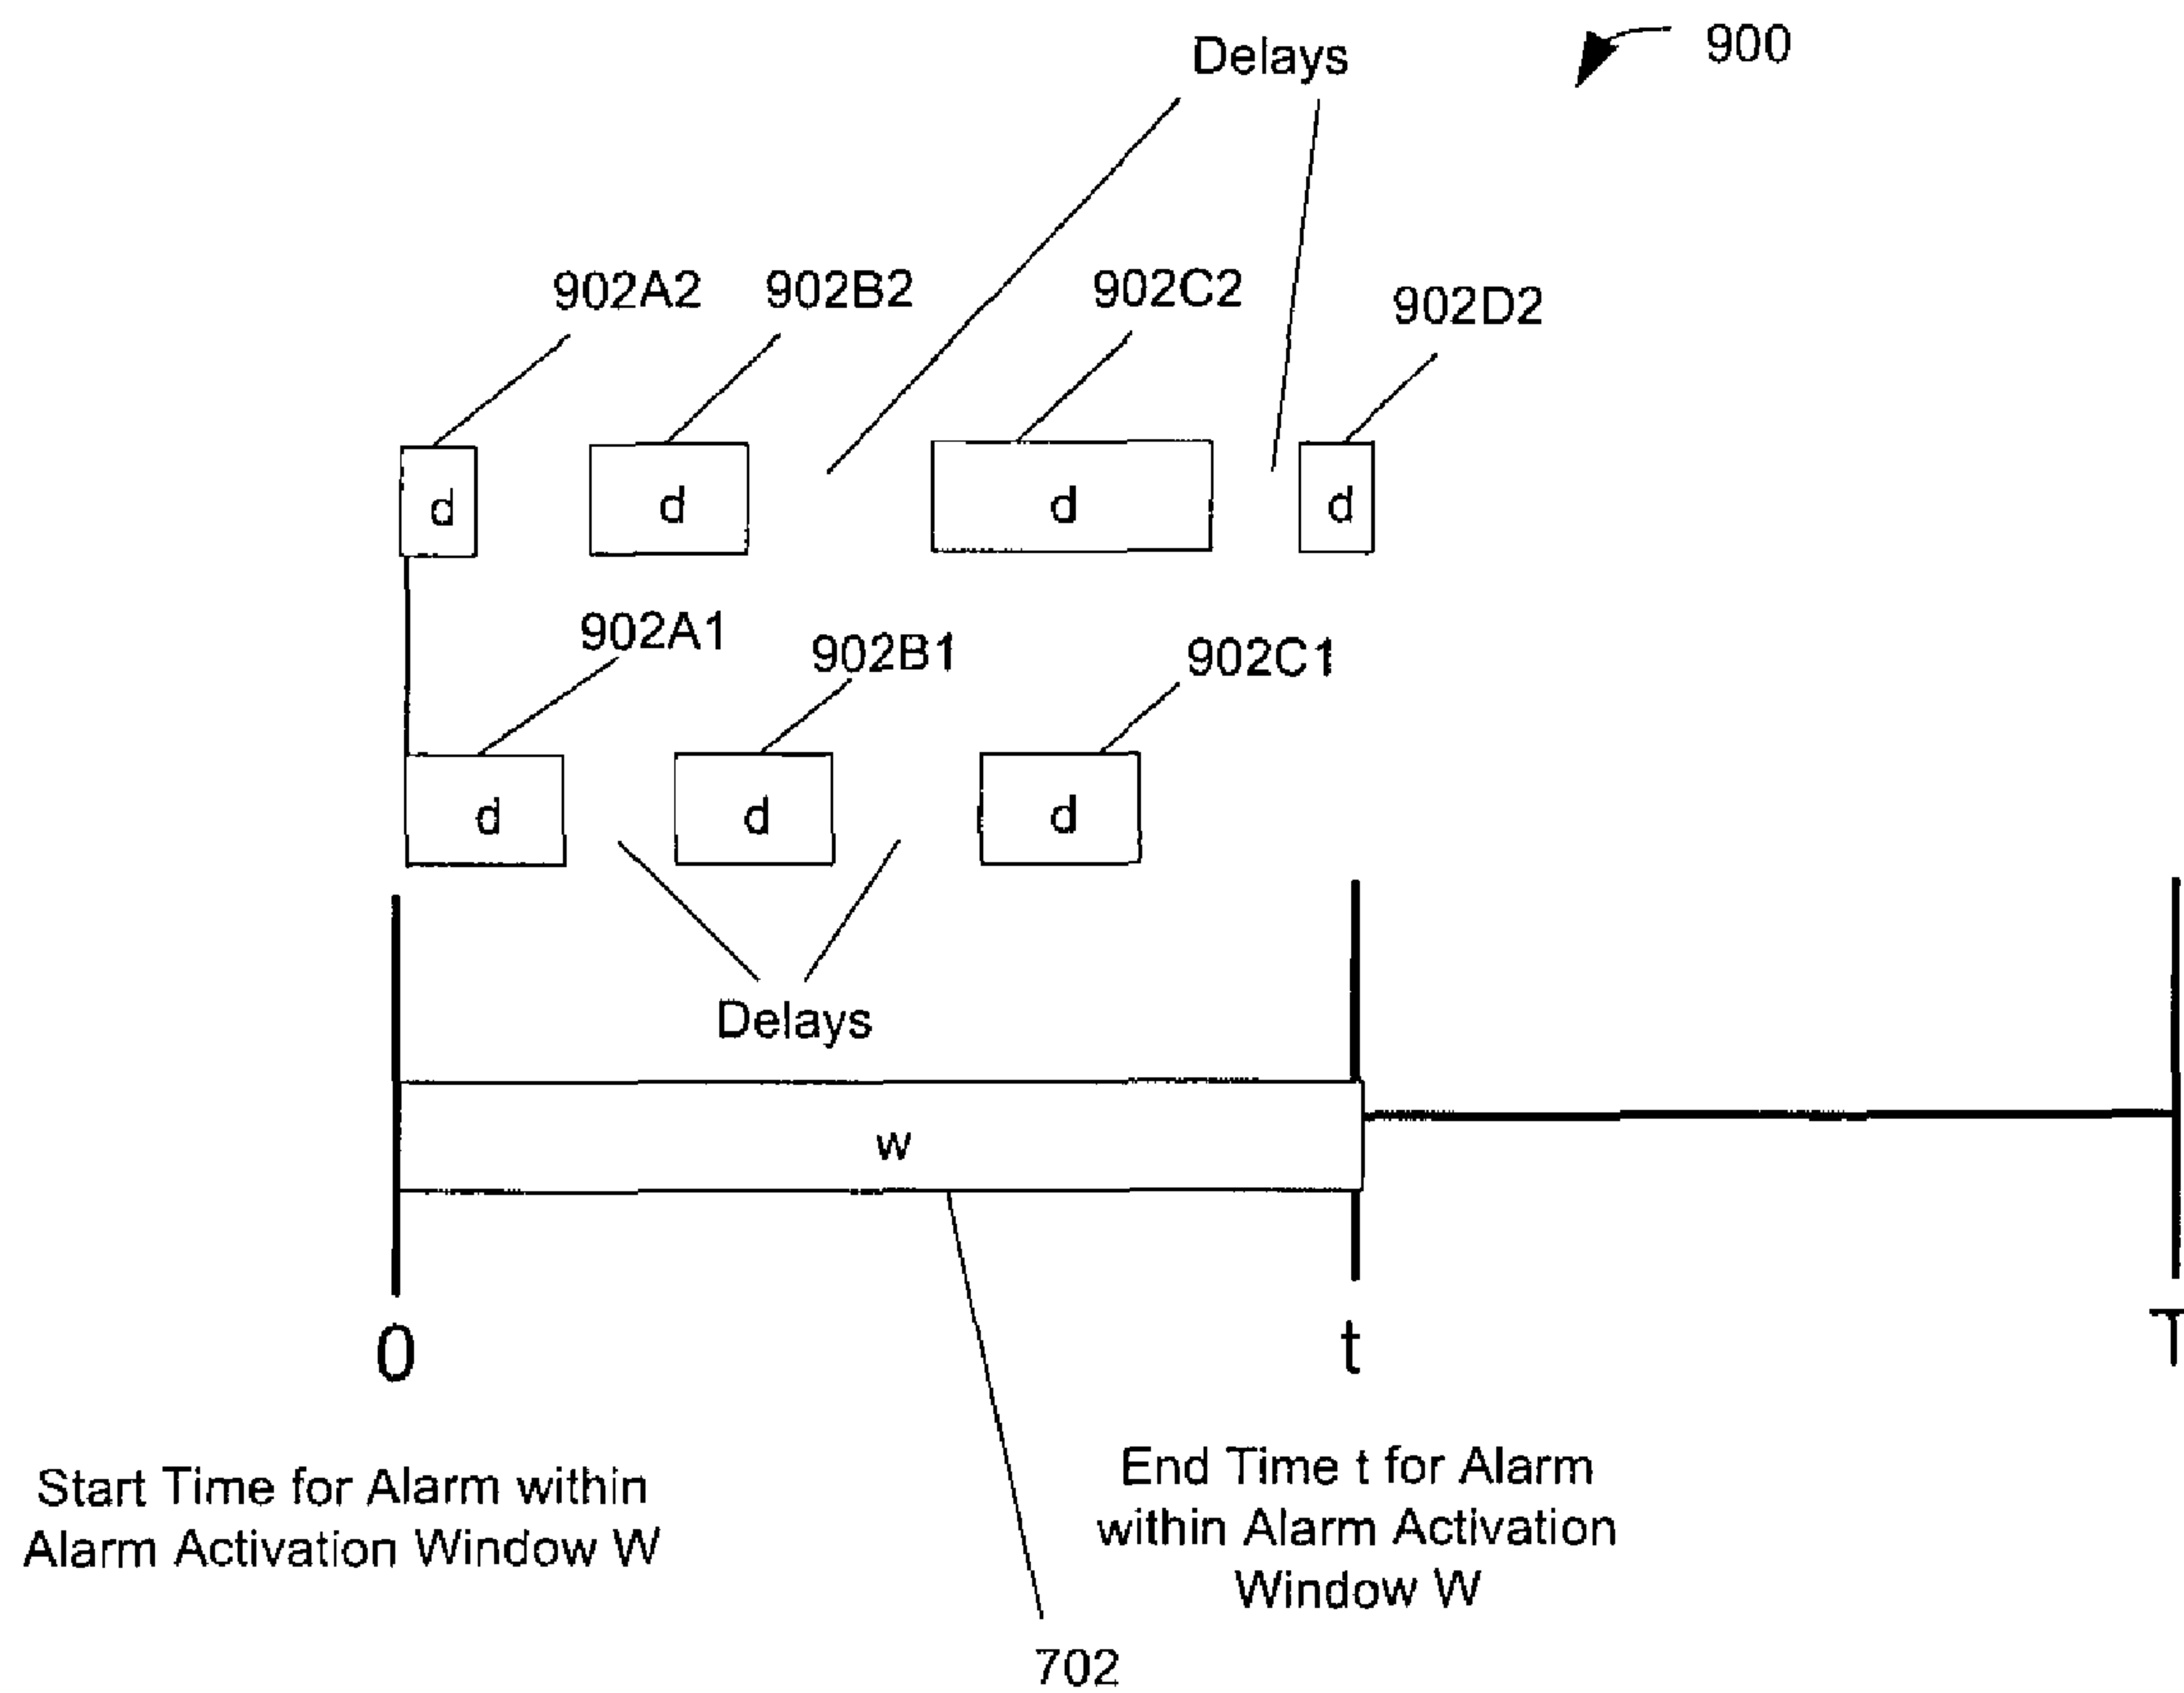 Delays
900
902A2
902B2
902C2
902D2
d
d
d
d
902A1
902B1
902C1
d
d
d
Delays
w
0
t
T
Start Time for Alarm within
Alarm Activation Window W
End Time t for Alarm
within Alarm Activation
Window W
702